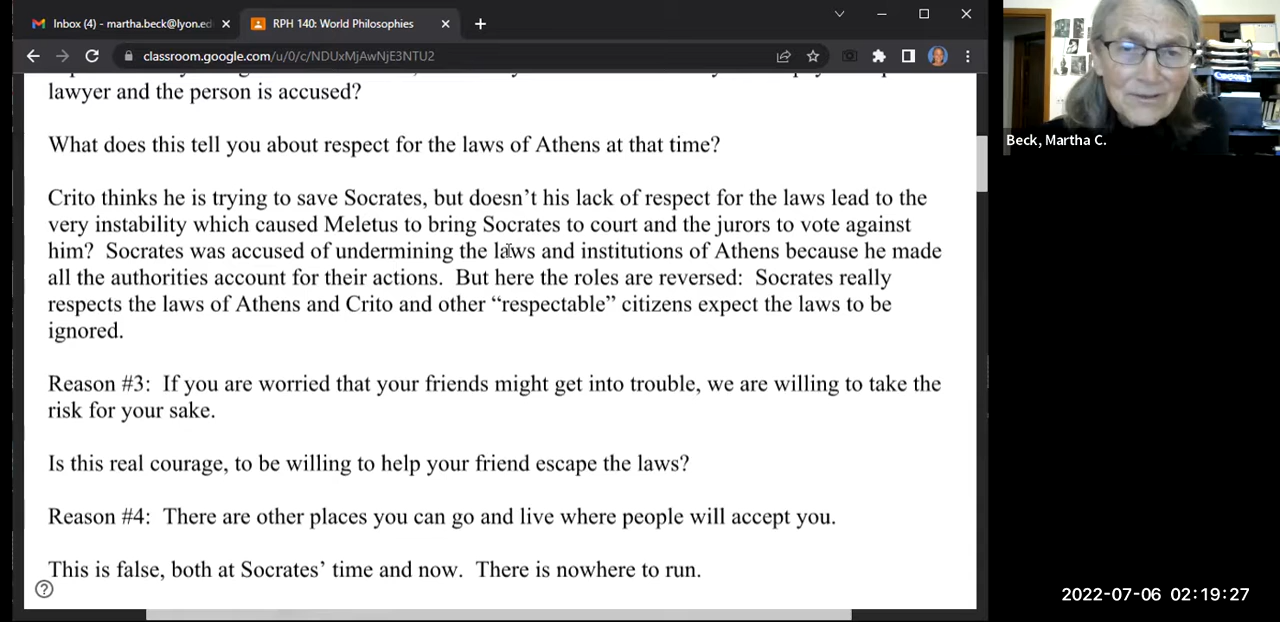 Inbox (4) - martha.beck@lyon.ed
RPH 140: World Philosophies
classroom.google.com/u/0/c/NDUxMjAwNjE3NTU2
lawyer and the person is accused?
What does this tell you about respect for the laws of Athens at that time?
Crito thinks he is trying to save Socrates, but doesn't his lack of respect for the laws lead to the
very instability which caused Meletus to bring Socrates to court and the jurors to vote against
him?  Socrates was accused of undermining the laws and institutions of Athens because he made
all the authorities account for their actions.  But here the roles are reversed:  Socrates really
respects the laws of Athens and Crito and other “respectable” citizens expect the laws to be
ignored.
Reason #3:  If you are worried that your friends might get into trouble, we are willing to take the
risk for your sake.
Is this real courage, to be willing to help your friend escape the laws?
Reason #4:  There are other places you can go and live where people will accept you.
This is false, both at Socrates’ time and now.  There is nowhere to run.
Beck, Martha C.
2022-07-06 02:19:27